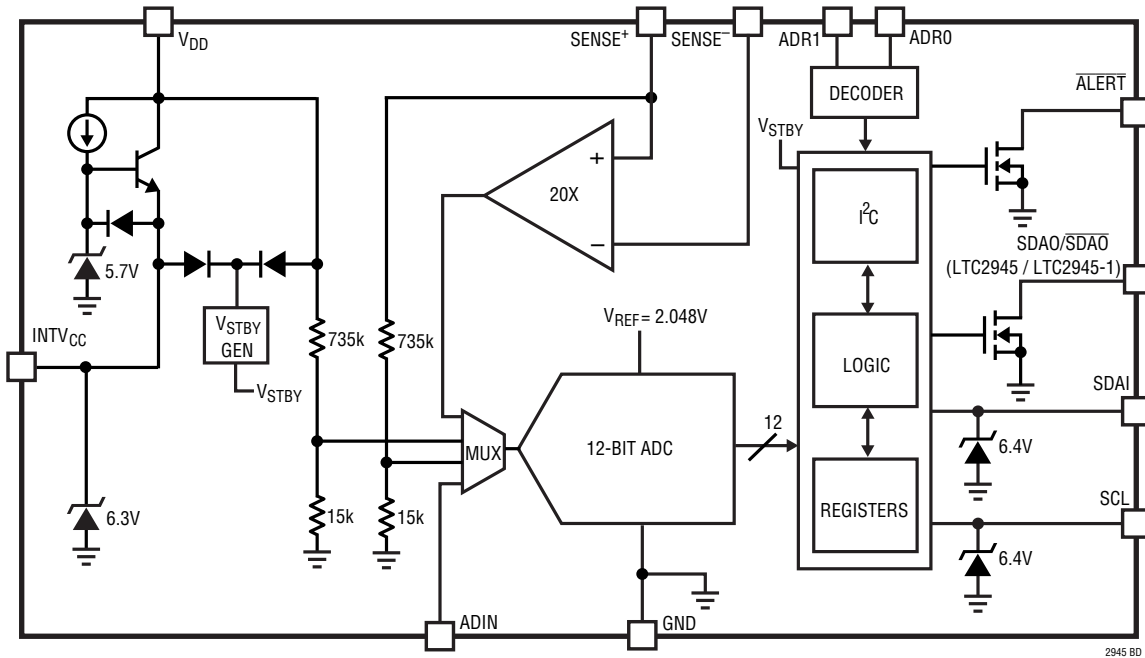 VDD
SENSE+
SENSE–
ADR1
ADR0
DECODER
ALERT
VSTBY
20X
+
–
I2C
SDAO/SDAO
(LTC2945 / LTC2945-1)
5.7V
VREF = 2.048V
INTVCC
VSTBY
GEN
735k
735k
LOGIC
VSTBY
SDAI
12
MUX
12-BIT ADC
6.4V
SCL
6.3V
15k
15k
REGISTERS
6.4V
ADIN
GND
2945 BD